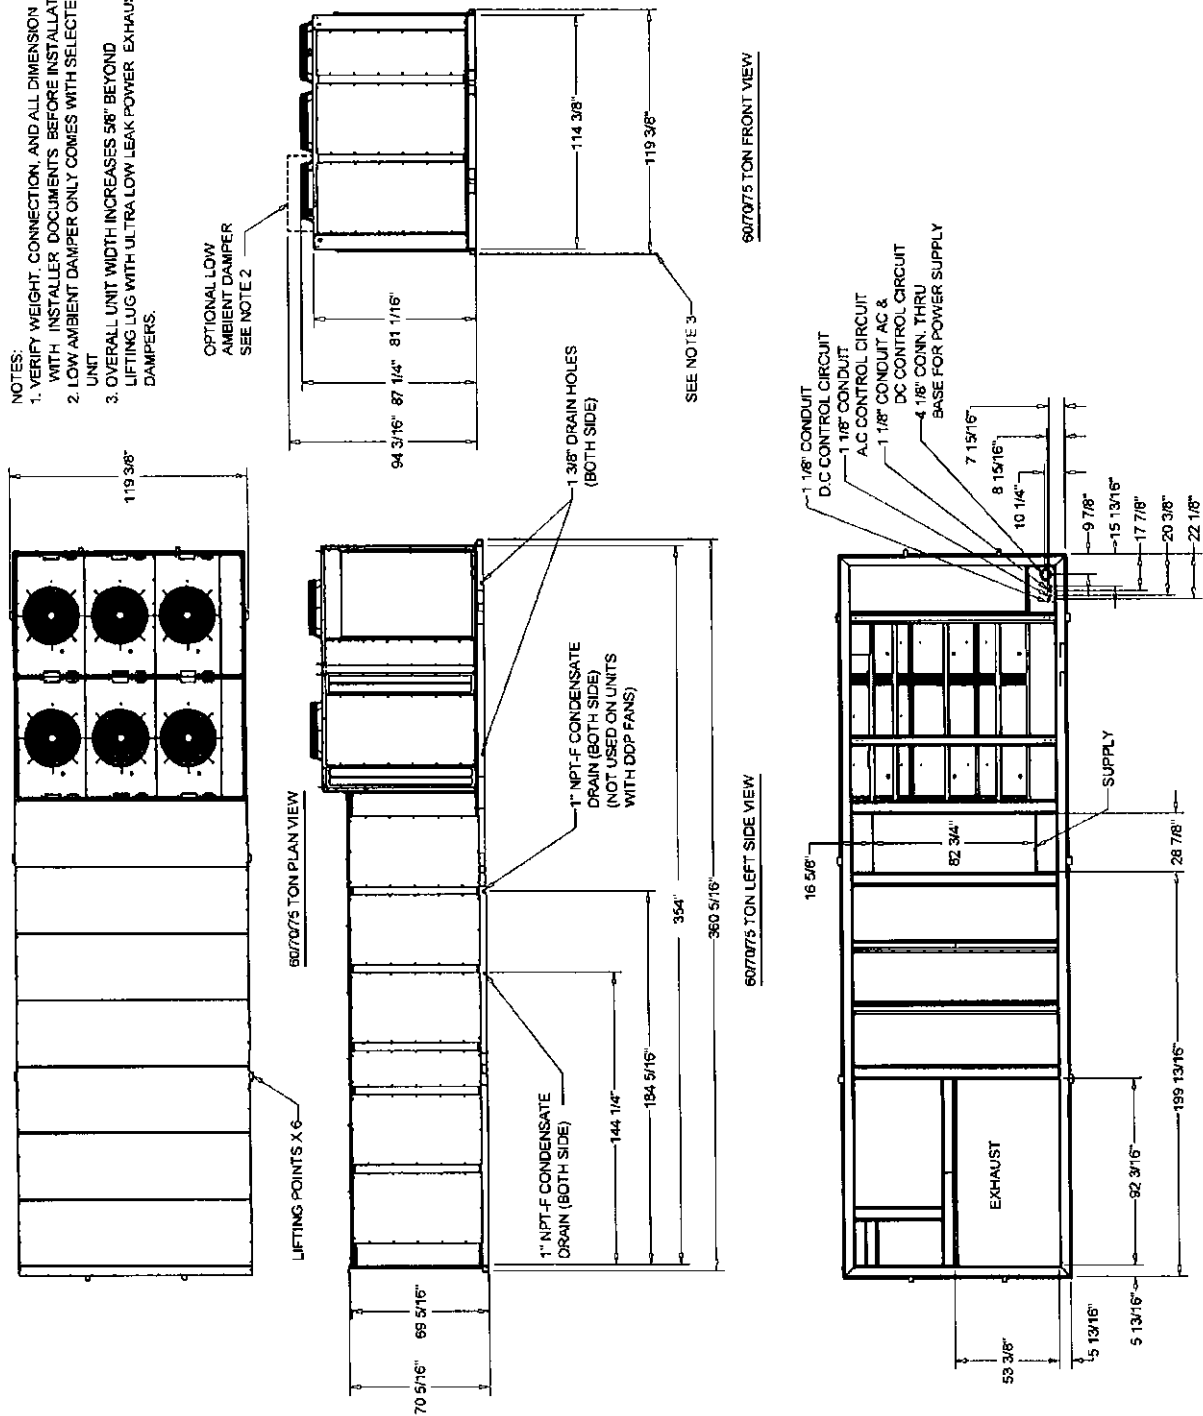 NOTES:
1. VERIFY WEIGHT, CONNECTION, AND ALL DIMENSION
WITH INSTALLER DOCUMENTS BEFORE INSTALLAT
2. LOW AMBIENT DAMPER ONLY COMES WITH SELECTE
UNIT
3. OVERALL UNIT WIDTH INCREASES 5/8" BEYOND
LIFTING LUG WITH ULTRA LOW LEAK POWER EXHAUS
DAMPERS.
119 3/8"
LIFTING POINTS X 6
60/70/75 TON PLAN VIEW
OPTIONAL LOW
AMBIENT DAMPER
SEE NOTE 2
94 3/16"
87 1/4"
81 1/16"
114 3/8"
119 3/8"
SEE NOTE 3
60/70/75 TON FRONT VIEW
1 3/8" DRAIN HOLES
(BOTH SIDE)
1" NPT-F CONDENSATE
DRAIN (BOTH SIDE)
(NOT USED ON UNITS
WITH DDP FANS)
1" NPT-F CONDENSATE
DRAIN (BOTH SIDE)
70 5/16"
69 5/16"
144 1/4"
184 5/16"
354"
360 5/16"
60/70/75 TON LEFT SIDE VIEW
1 1/8" CONDUIT
D.C CONTROL CIRCUIT
1 1/8" CONDUIT
A.C CONTROL CIRCUIT
1 1/8" CONDUIT AC &
DC CONTROL CIRCUIT
4 1/8" CONN. THRU
BASE FOR POWER SUPPLY
7 15/16"
8 15/16"
10 1/4"
9 7/8"
15 13/16"
17 7/8"
20 3/8"
22 1/8"
16 5/8"
82 3/4"
SUPPLY
28 7/8"
199 13/16"
92 3/16"
EXHAUST
53 3/8"
5 13/16"
5 13/16"